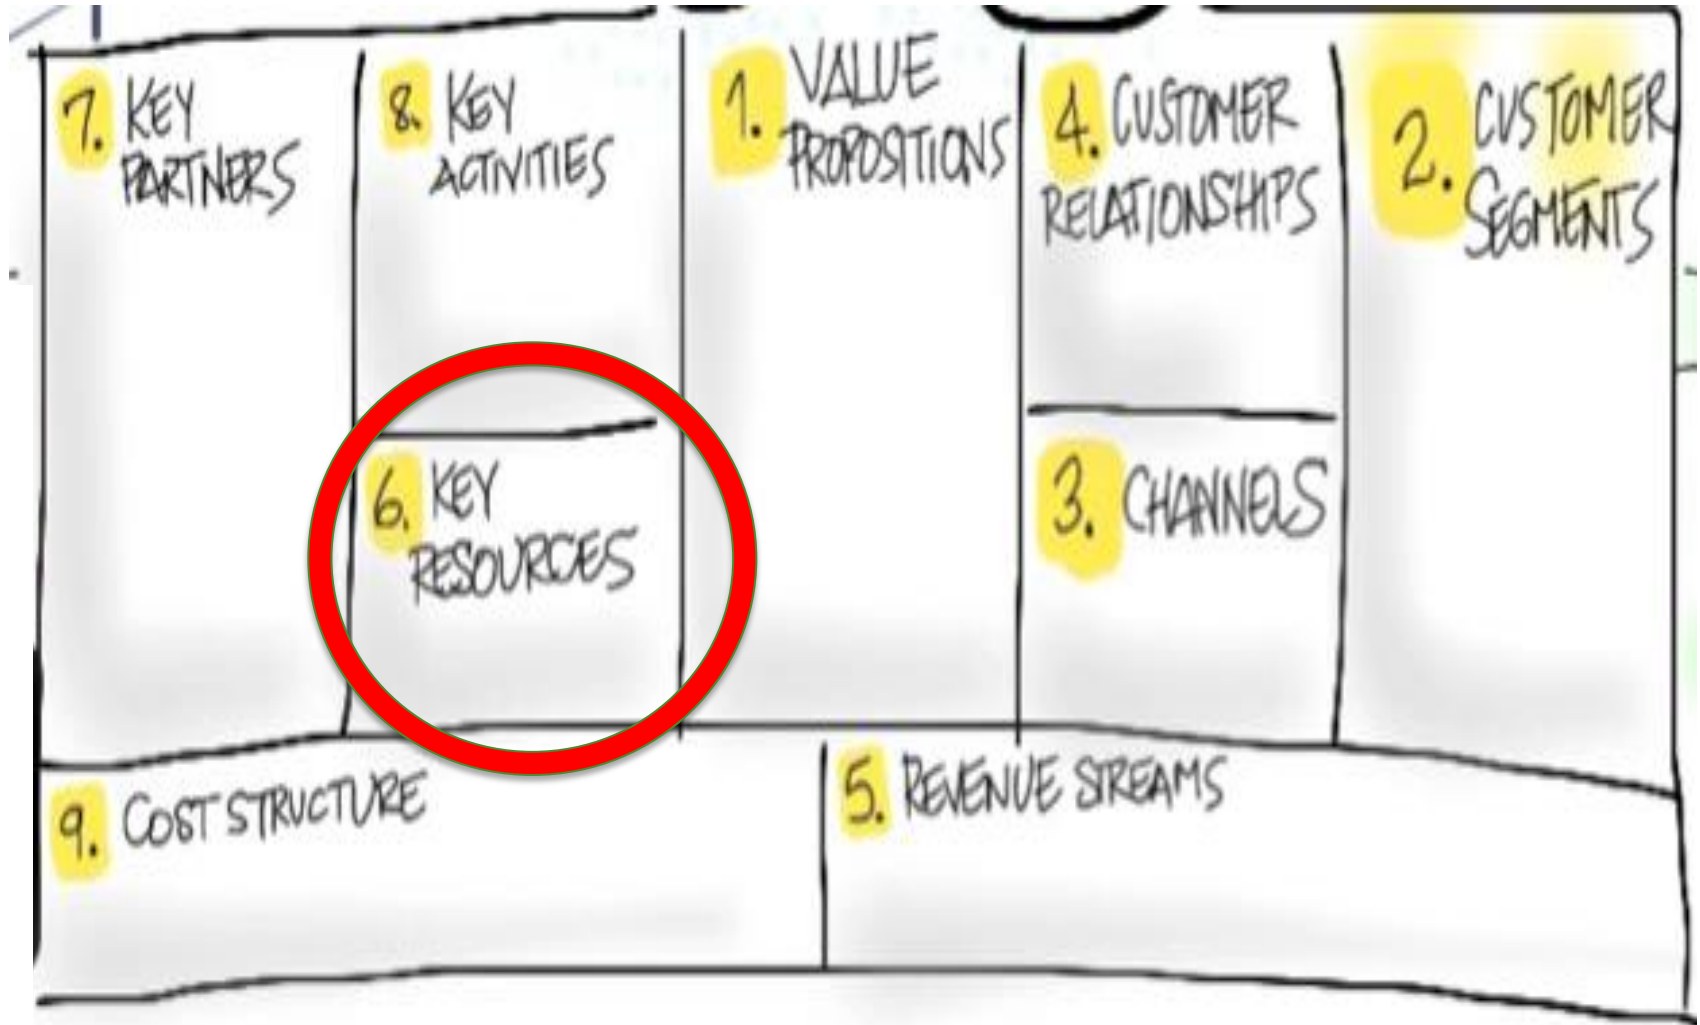 7. KEY
PARTNERS
8. KEY
ACTIVITIES
6. KEY
RESOURCES
1. VALUE
PROPOSITIONS
4. CUSTOMER
RELATIONSHIPS
3. CHANNELS
2. CUSTOMER
SEGMENTS
9. COST STRUCTURE
5. REVENUE STREAMS